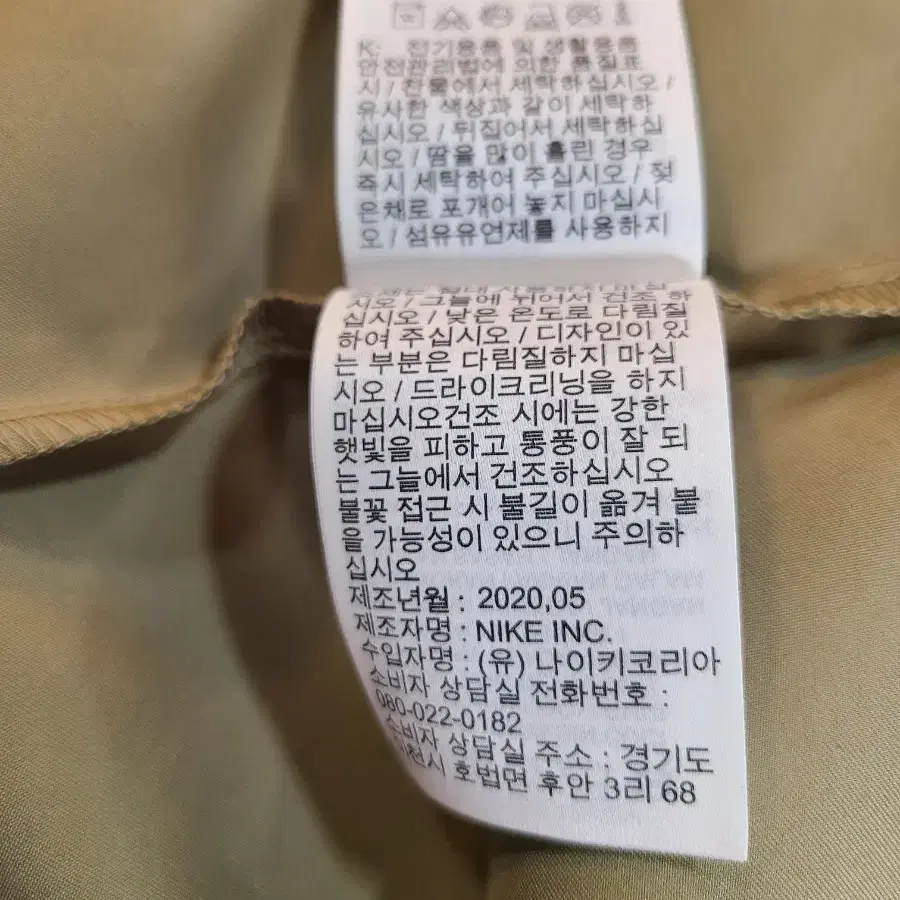 K: 전기용품 및 생활용품
안전관리법에 의한 품질표
시 / 찬물에서 세탁하십시오 /
유사한 색상과 같이 세탁하
십시오 / 뒤집어서 세탁하십
시오 / 땀을 많이 흘린 경우
즉시 세탁하여 주십시오 / 젖
은채로 포개어 놓지 마십시
오 / 섬유유연제를 사용하지
시오 / 그늘에 뉘어서 건조 하
십시오 / 낮은 온도로 다림질
하여 주십시오 / 디자인이 있
는 부분은 다림질하지 마십
시오 / 드라이크리닝을 하지
마십시오건조 시에는 강한
햇빛을 피하고 통풍이 잘 되
는 그늘에서 건조하십시오
불꽃 접근 시 불길이 옮겨 붙
을 가능성이 있으니 주의하
십시오
제조년월 : 2020,05
제조자명 : NIKE INC.
수입자명 : (유) 나이키코리아
소비자 상담실 전화번호 :
080-022-0182
소비자 상담실 주소 : 경기도
이천시 호법면 후안 3리 68